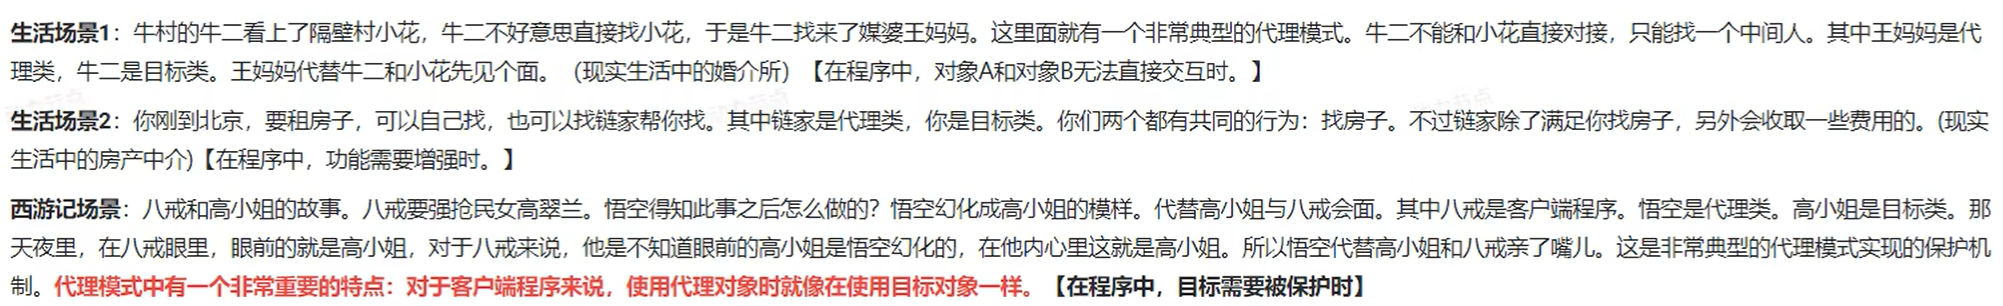 生活场景1：牛村的牛二看上了隔壁村小花，牛二不好意思直接找小花，于是牛二找来了媒婆王妈妈。这里面就有一个非常典型的代理模式。牛二不能和小花直接对接，只能找一个中间人。其中王妈妈是代
理类，牛二是目标类。王妈妈代替牛二和小花先见个面。（现实生活中的婚介所）【在程序中，对象A和对象B无法直接交互时。】
生活场景2：你刚到北京，要租房子，可以自己找，也可以找链家帮你找。其中链家是代理类，你是目标类。你们两个都有共同的行为：找房子。不过链家除了满足你找房子，另外会收取一些费用的。(现实
生活中的房产中介)【在程序中，功能需要增强时。】
西游记场景：八戒和高小姐的故事。八戒要强抢民女高翠兰。悟空得知此事之后怎么做的？悟空幻化成高小姐的模样。代替高小姐与八戒会面。其中八戒是客户端程序。悟空是代理类。高小姐是目标类。那
天夜里，在八戒眼里，眼前的就是高小姐，对于八戒来说，他是不知道眼前的高小姐是悟空幻化的，在他内心里这就是高小姐。所以悟空代替高小姐和八戒亲了嘴儿。这是非常典型的代理模式实现的保护机
制。代理模式中有一个非常重要的特点：对于客户端程序来说，使用代理对象时就像在使用目标对象一样。【在程序中，目标需要被保护时】